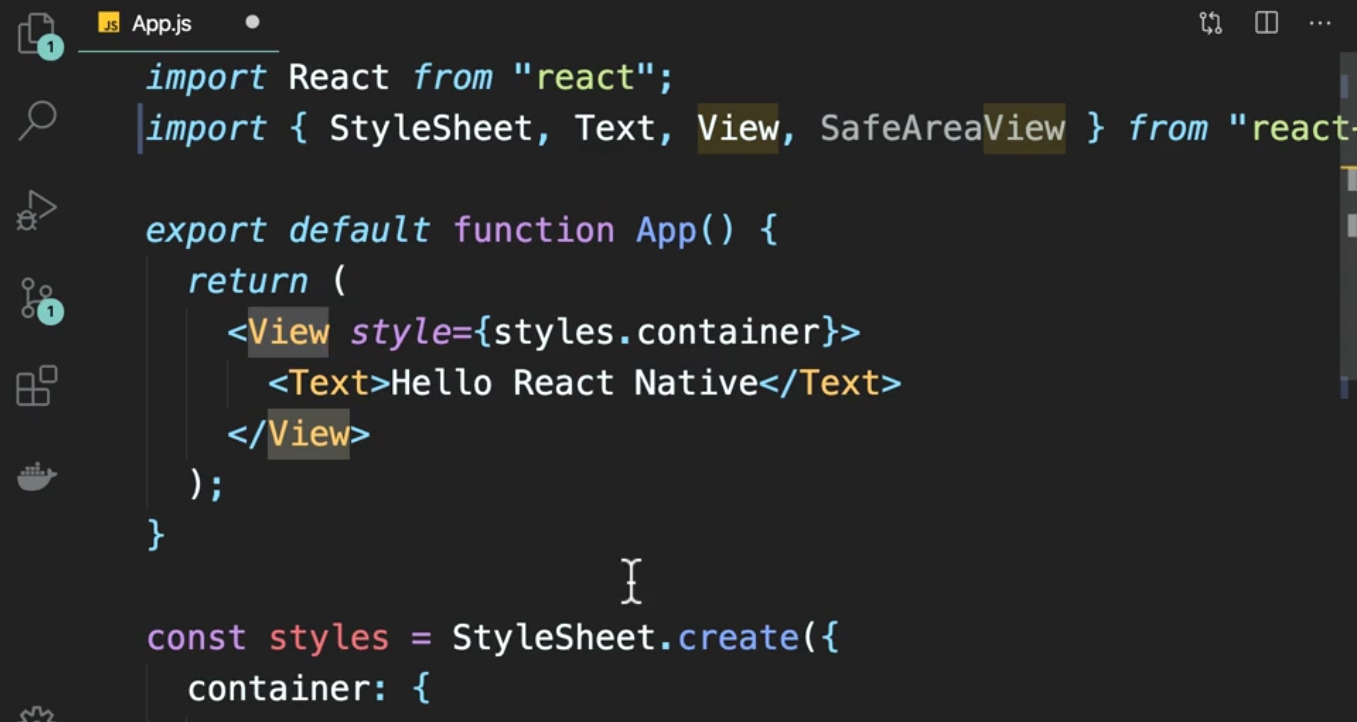 JS App.js
1
import React from "react";
import { StyleSheet, Text, View, SafeAreaView } from "react-
export default function App() {
return (
<View style={styles.container}>
<Text>Hello React Native</Text>
1
</View>
);
}
const styles = StyleSheet.create({
container: {